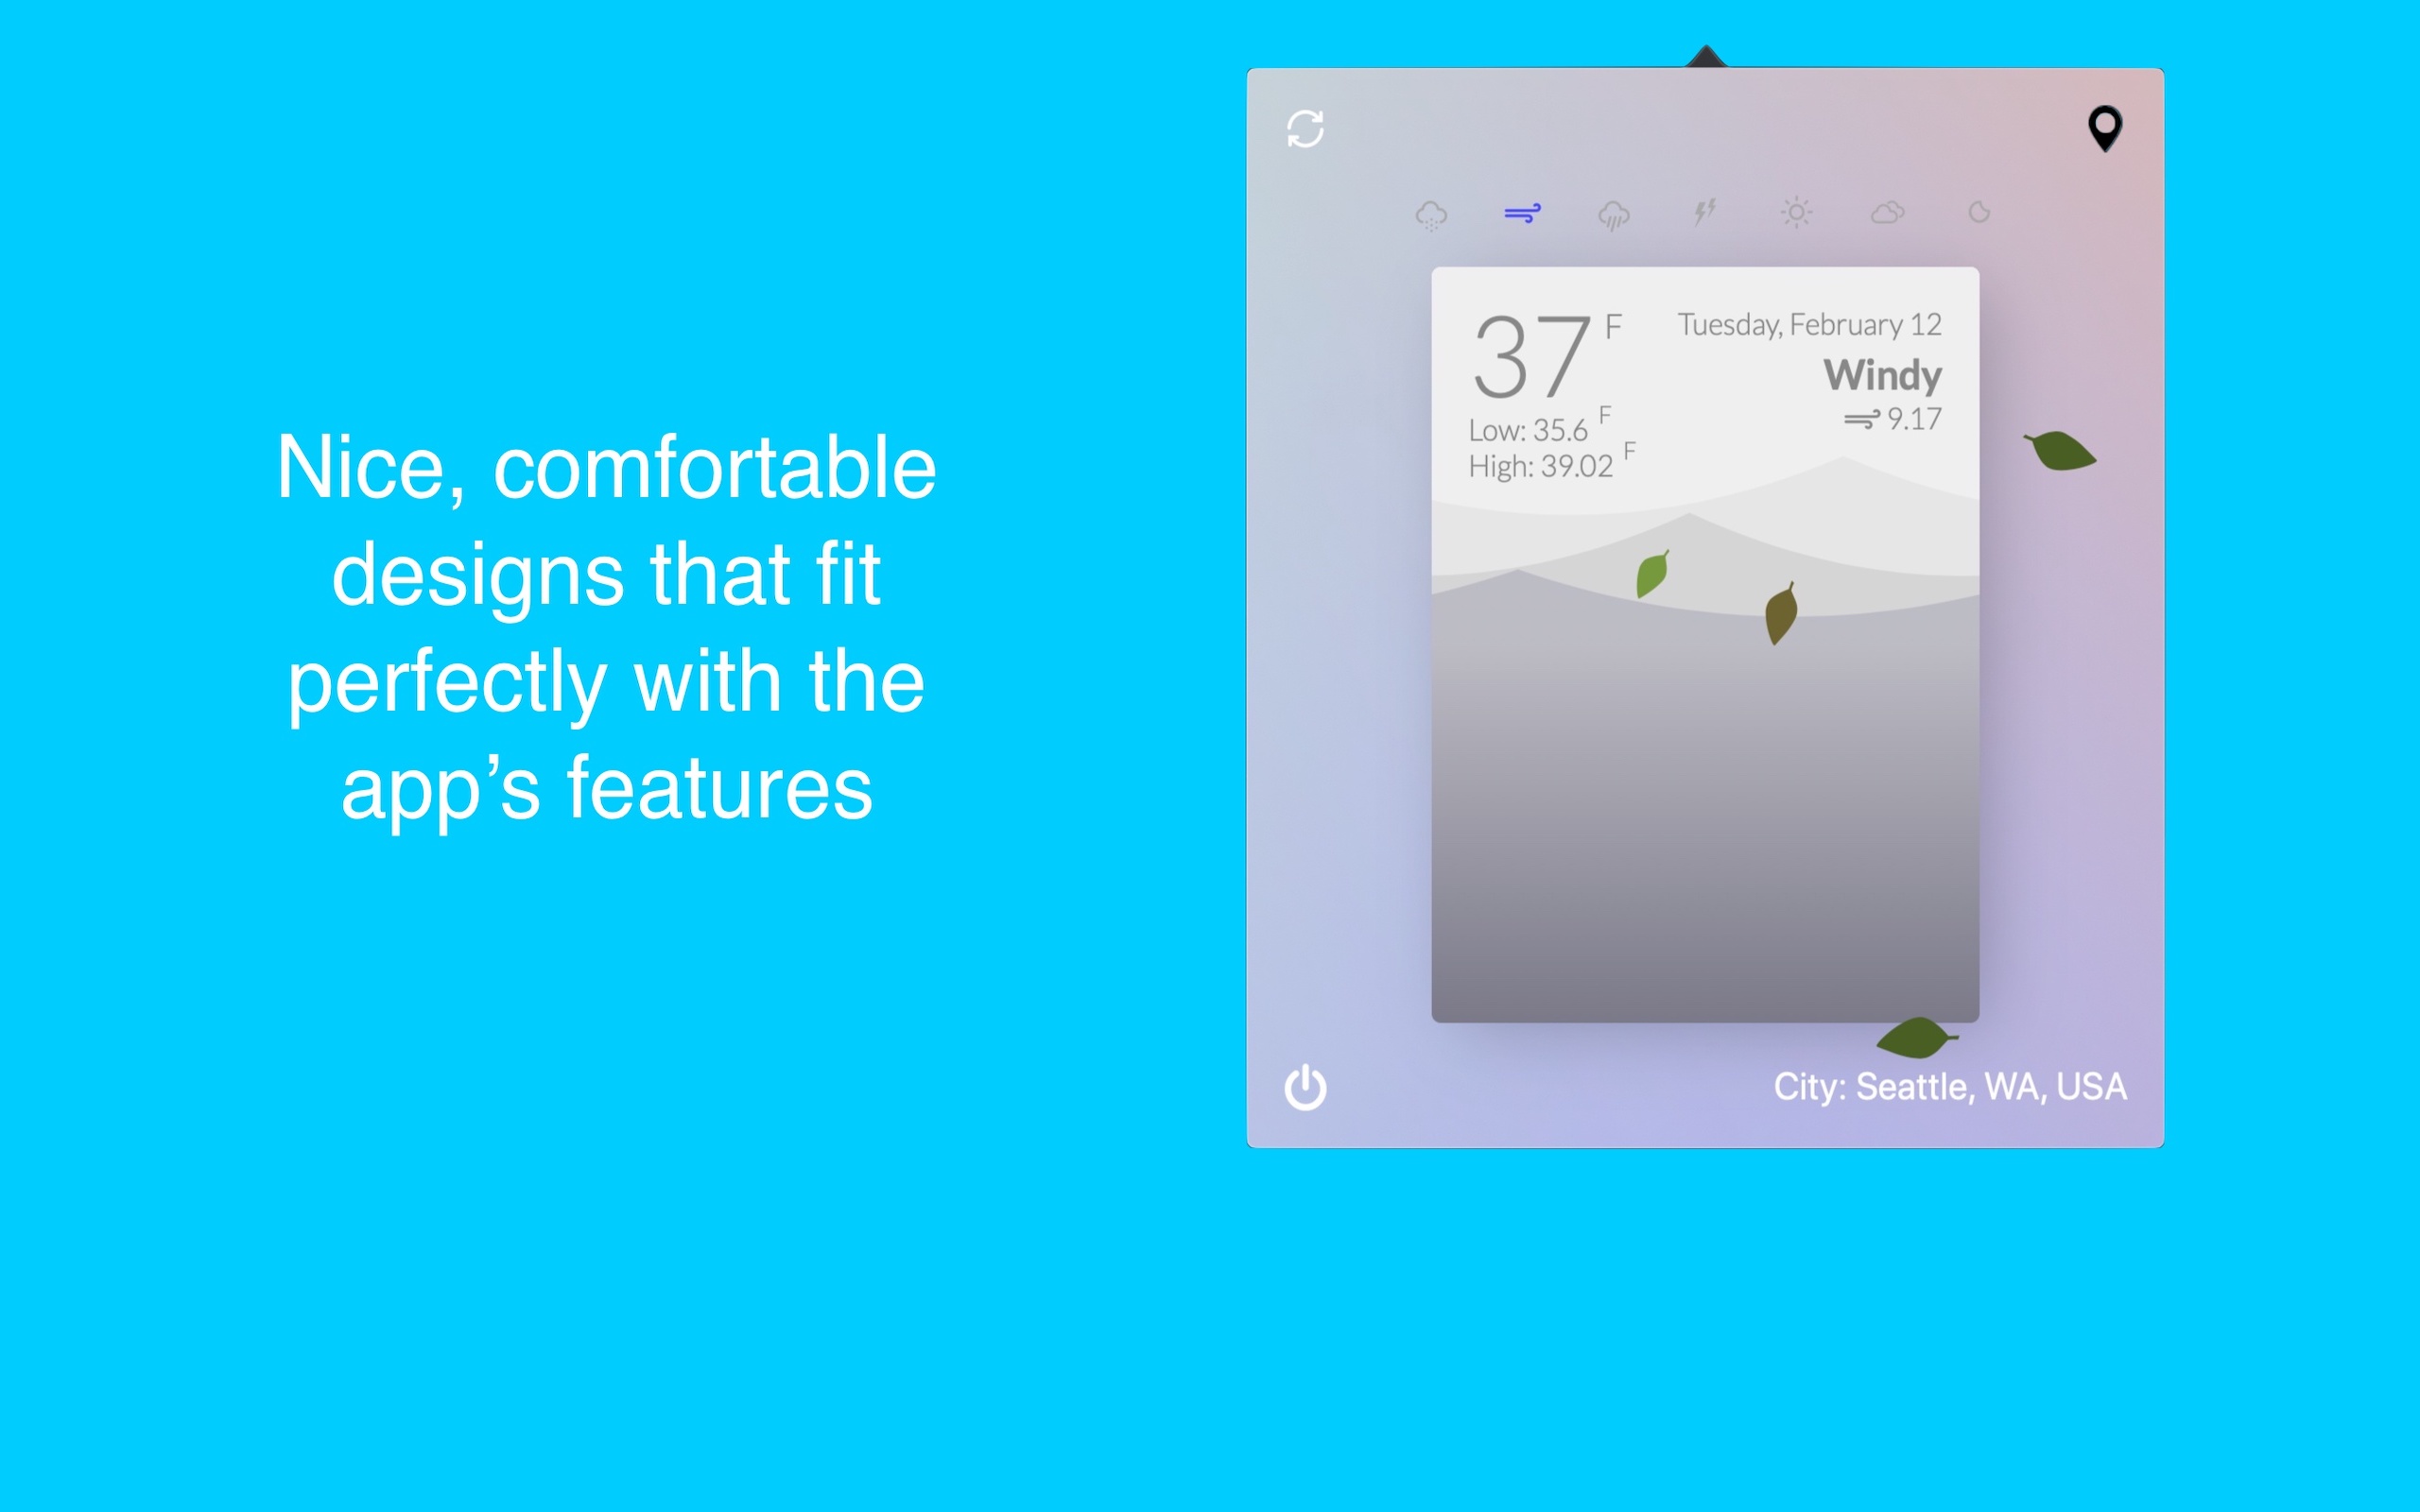 Nice, comfortable
designs that fit
perfectly with the
app’s features
37 F
Low: 35.6 F
High: 39.02 F
Tuesday, February 12
Windy
9.17
City: Seattle, WA, USA